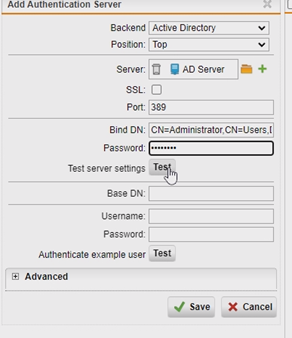 Add Authentication Server
Backend Active Directory
Position: Top
Server: AD Server
SSL:
Port: 389
Bind DN: CN=Administrator,CN=Users,
Password: ••••••••
Test server settings Test
Base DN:
Username:
Password:
Authenticate example user Test
Advanced
Save Cancel